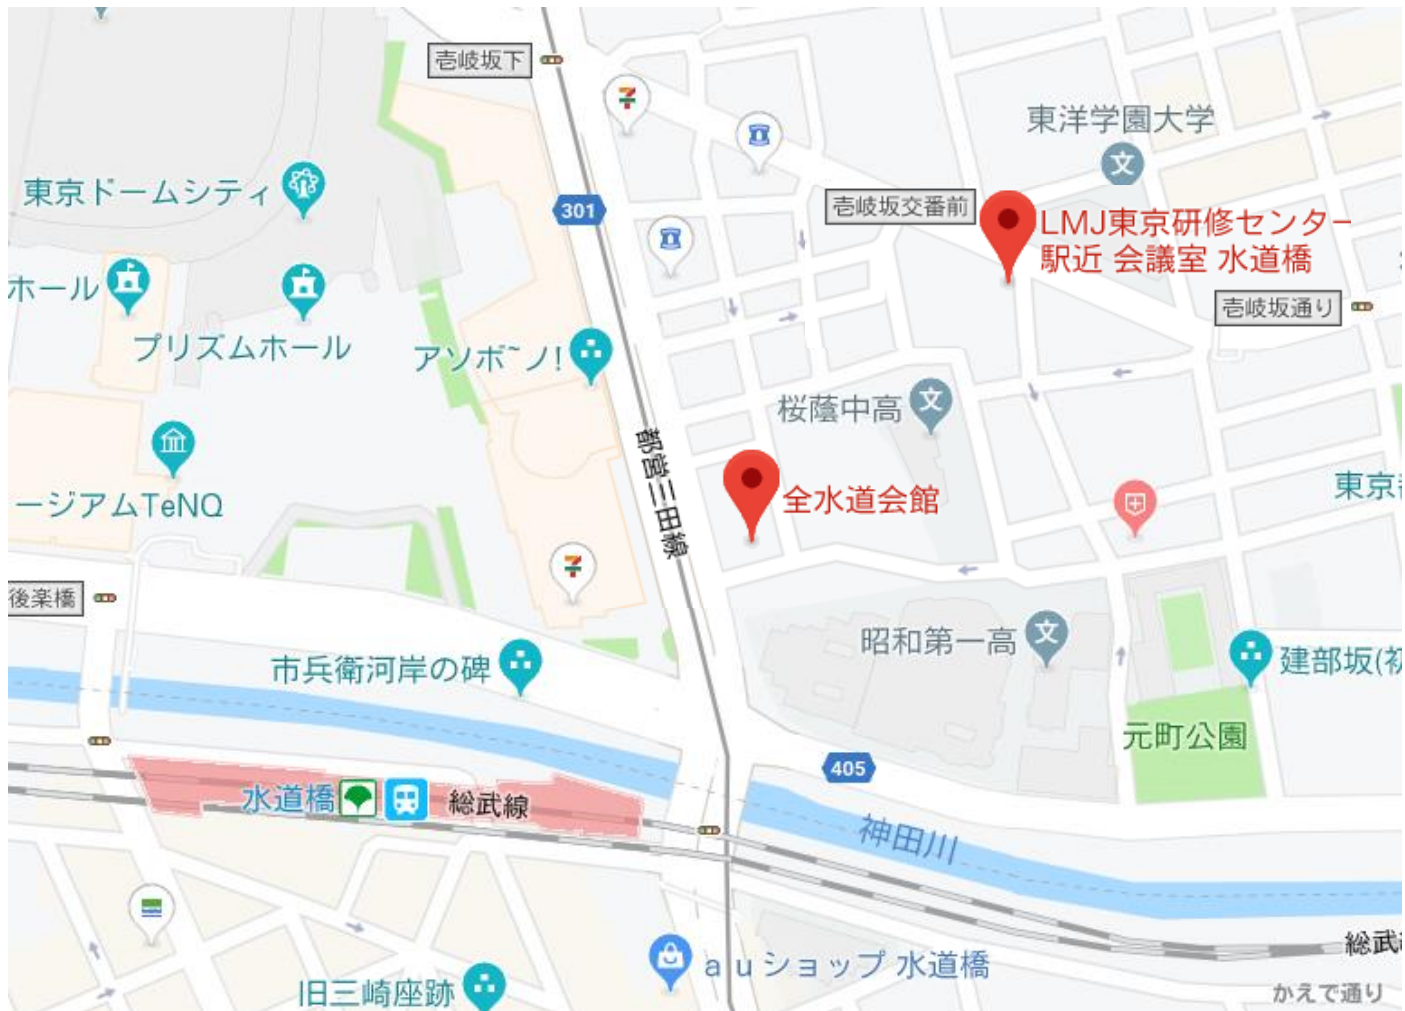 壱岐坂下
東洋学園大学
文
東京ドームシティ
301
壱岐坂交番前
LMJ東京研修センター
駅近 会議室 水道橋
ホール
壱岐坂通り
プリズムホール
アソボ~ノ!
桜蔭中高
文
都営三田線
ージアムTeNQ
全水道会館
東京
後楽橋
昭和第一高
文
市兵衛河岸の碑
建部坂(初
元町公園
405
水道橋
総武線
神田川
総武
auショップ 水道橋
旧三崎座跡
かえで通り